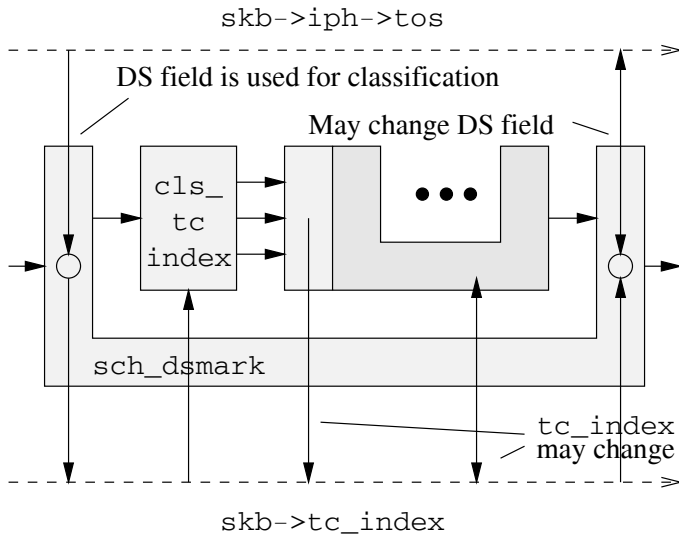 skb->iph->tos
DS field is used for classification
May change DS field
cls_
tc
index
sch_dsmark
tc_index
may change
skb->tc_index